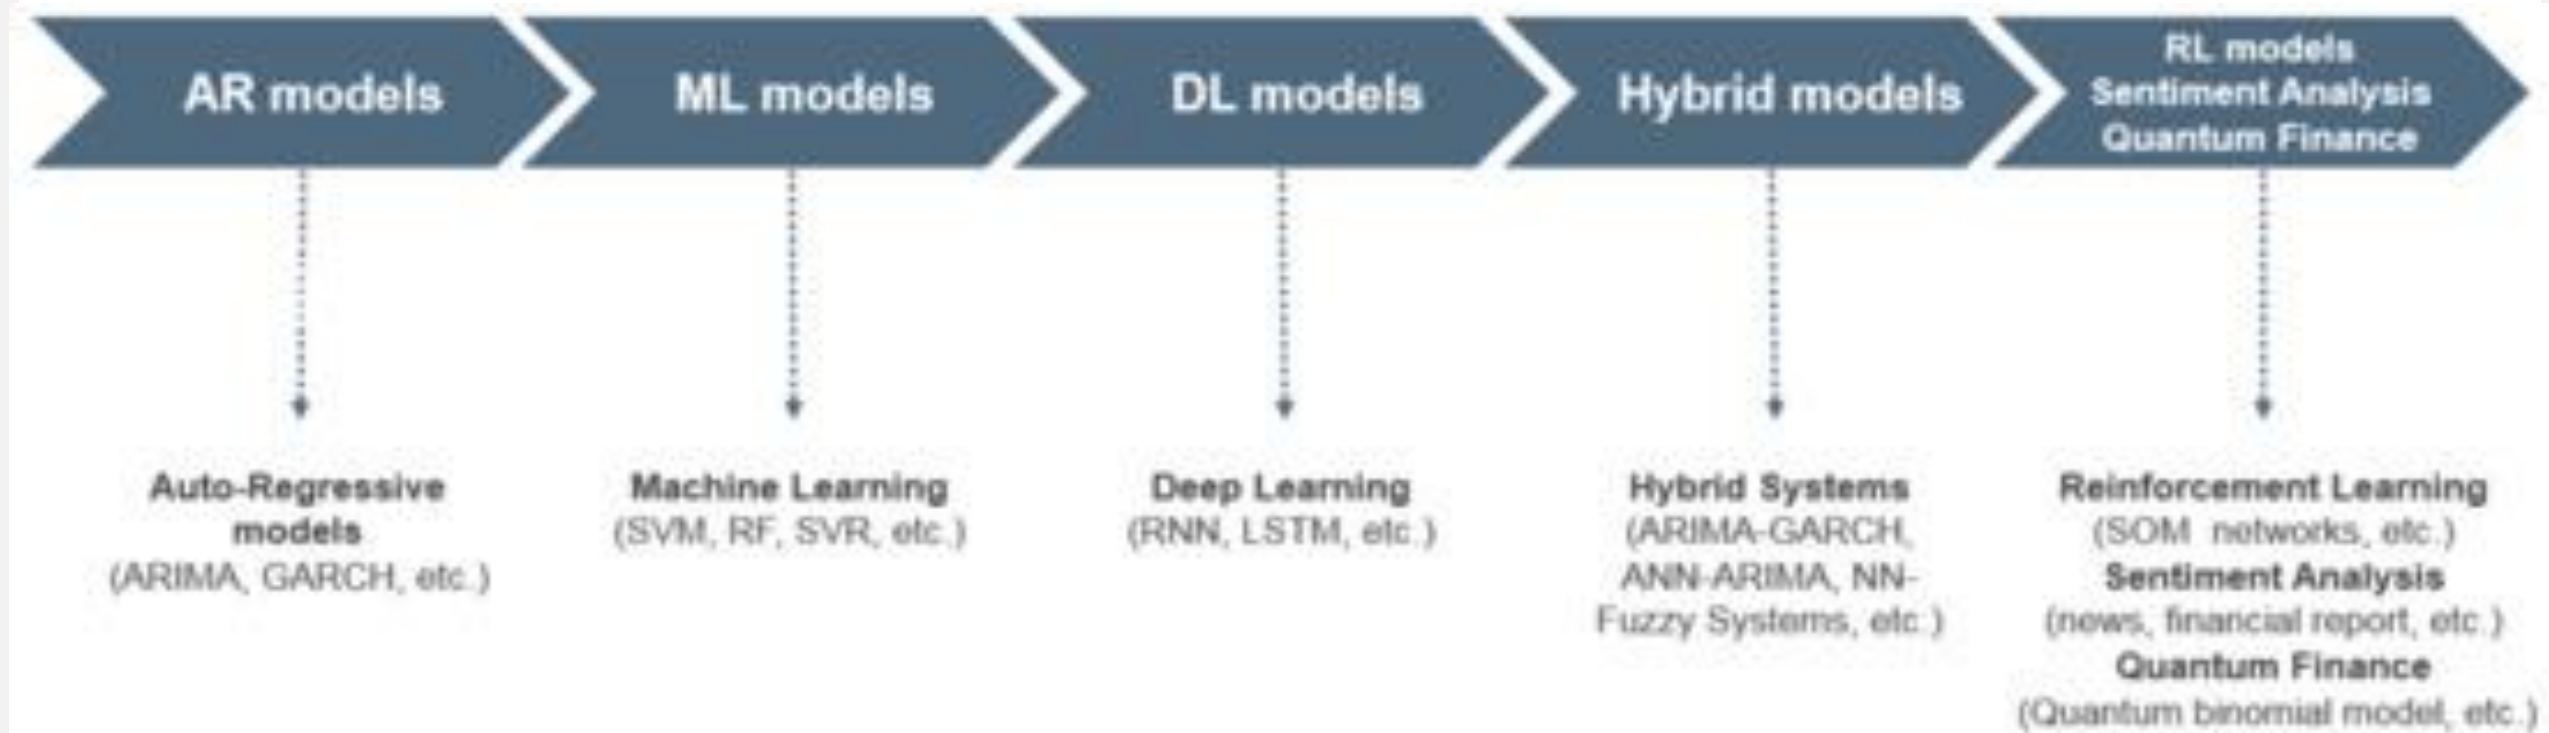 AR models
ML models
DL models
Hybrid models
RL models
Sentiment Analysis
Quantum Finance
Auto-Regressive
models
(ARIMA, GARCH, etc.)
Machine Learning
(SVM, RF, SVR, etc.)
Deep Learning
(RNN, LSTM, etc.)
Hybrid Systems
(ARIMA-GARCH,
ANN-ARIMA, NN-
Fuzzy Systems, etc.)
Reinforcement Learning
(SOM networks, etc.)
Sentiment Analysis
(news, financial report, etc.)
Quantum Finance
(Quantum binomial model, etc.)